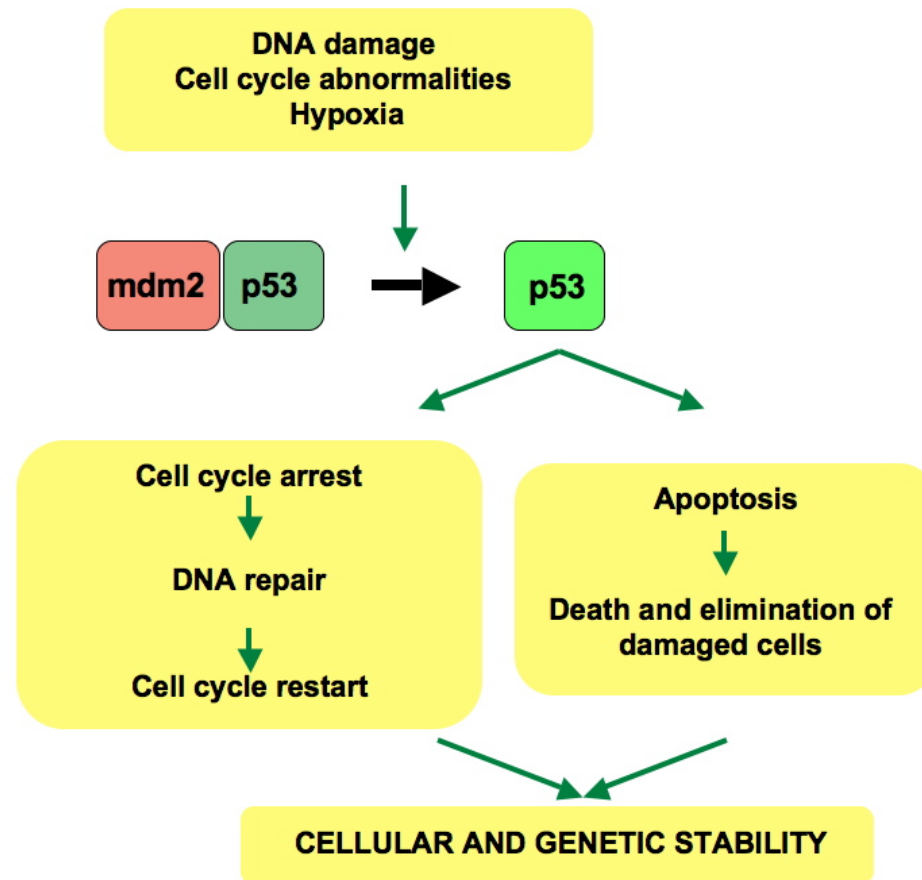 DNA damage
Cell cycle abnormalities
Hypoxia
mdm2
p53
p53
Cell cycle arrest
DNA repair
Cell cycle restart
Apoptosis
Death and elimination of
damaged cells
CELLULAR AND GENETIC STABILITY